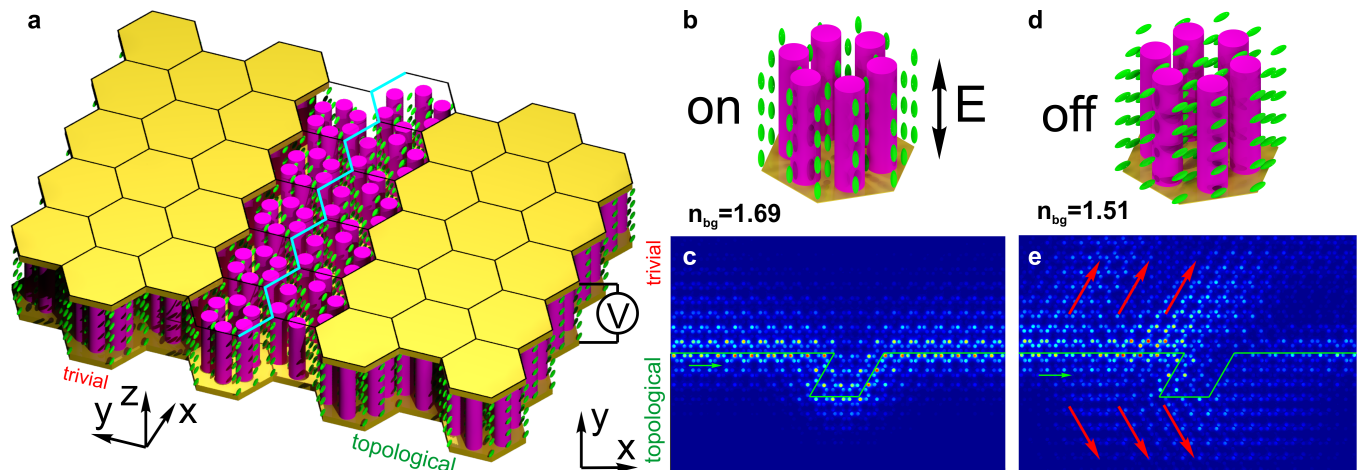 a
b
d
on
E
off
n_bg=1.69
n_bg=1.51
V
trivial
topological
y
z
x
y
x
trivial
topological
c
e